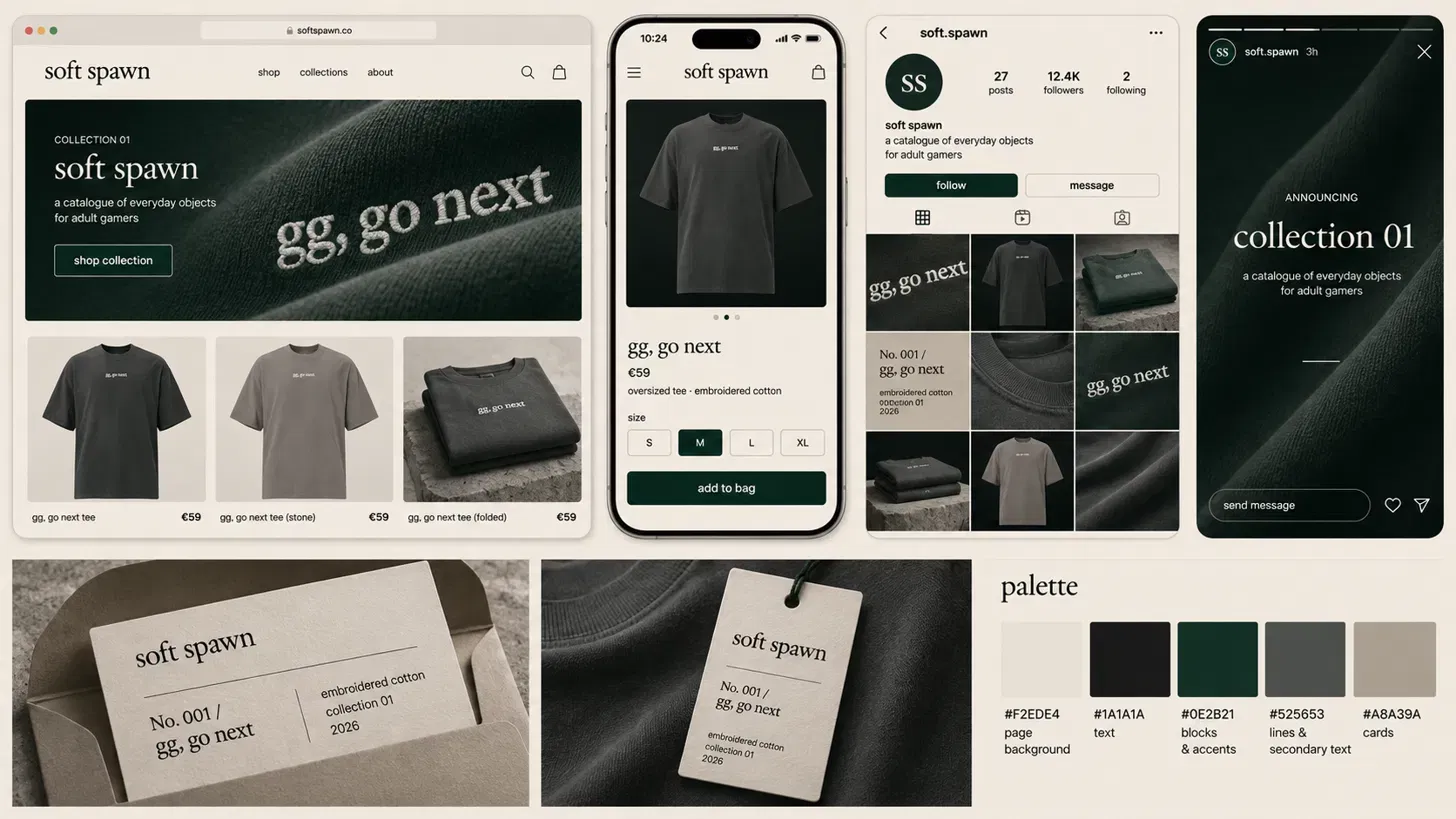 softspawn.co
soft spawn
shop collections about
COLLECTION 01
soft spawn
a catalogue of everyday objects
for adult gamers
shop collection
gg, go next
gg, go next
gg, go next
gg, go next
gg, go next tee €59
gg, go next tee (stone) €59
gg, go next tee (folded) €59
10:24
soft spawn
gg, go next
gg, go next
€59
oversized tee · embroidered cotton
size
S M L XL
add to bag
soft.spawn
SS
27 12.4K 2
posts followers following
soft spawn
a catalogue of everyday objects
for adult gamers
follow message
gg, go next
gg, go next
No. 001 /
gg, go next
embroidered cotton
collection 01
2026
gg, go next
SS soft.spawn 3h
ANNOUNCING
collection 01
a catalogue of everyday objects
for adult gamers
send message
soft spawn
No. 001 /
gg, go next
embroidered cotton
collection 01
2026
soft spawn
No. 001 /
gg, go next
embroidered cotton
collection 01
2026
palette
#F2EDE4
page
background
#1A1A1A
text
#0E2B21
blocks
& accents
#525653
lines &
secondary text
#A8A39A
cards